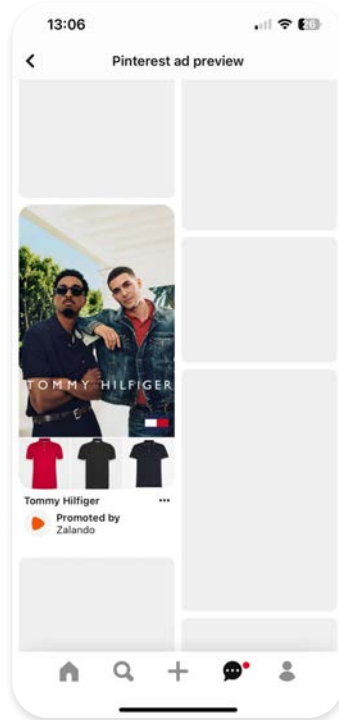 13:06
26
Pinterest ad preview
TOMMY HILFIGER
Tommy Hilfiger
Promoted by
Zalando